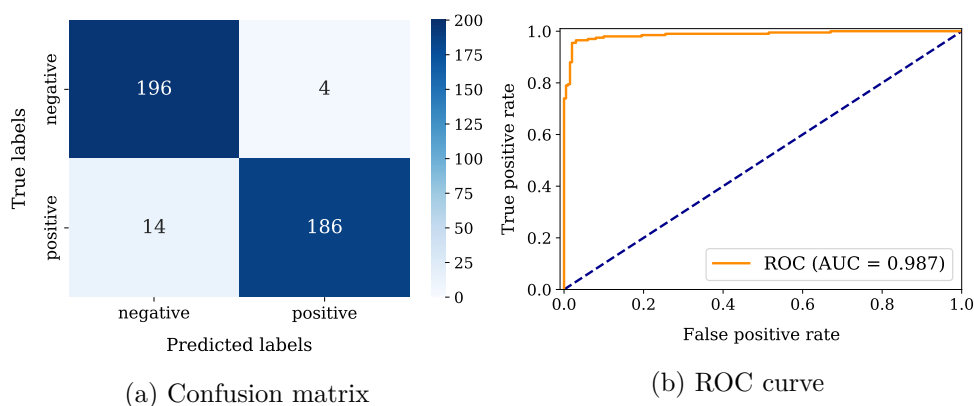 True labels
negative
positive
196
4
14
186
negative
positive
Predicted labels
200
175
150
125
100
75
50
25
0
(a) Confusion matrix
True positive rate
1.0
0.8
0.6
0.4
0.2
0.0
0.0
0.2
0.4
0.6
0.8
1.0
ROC (AUC = 0.987)
False positive rate
(b) ROC curve